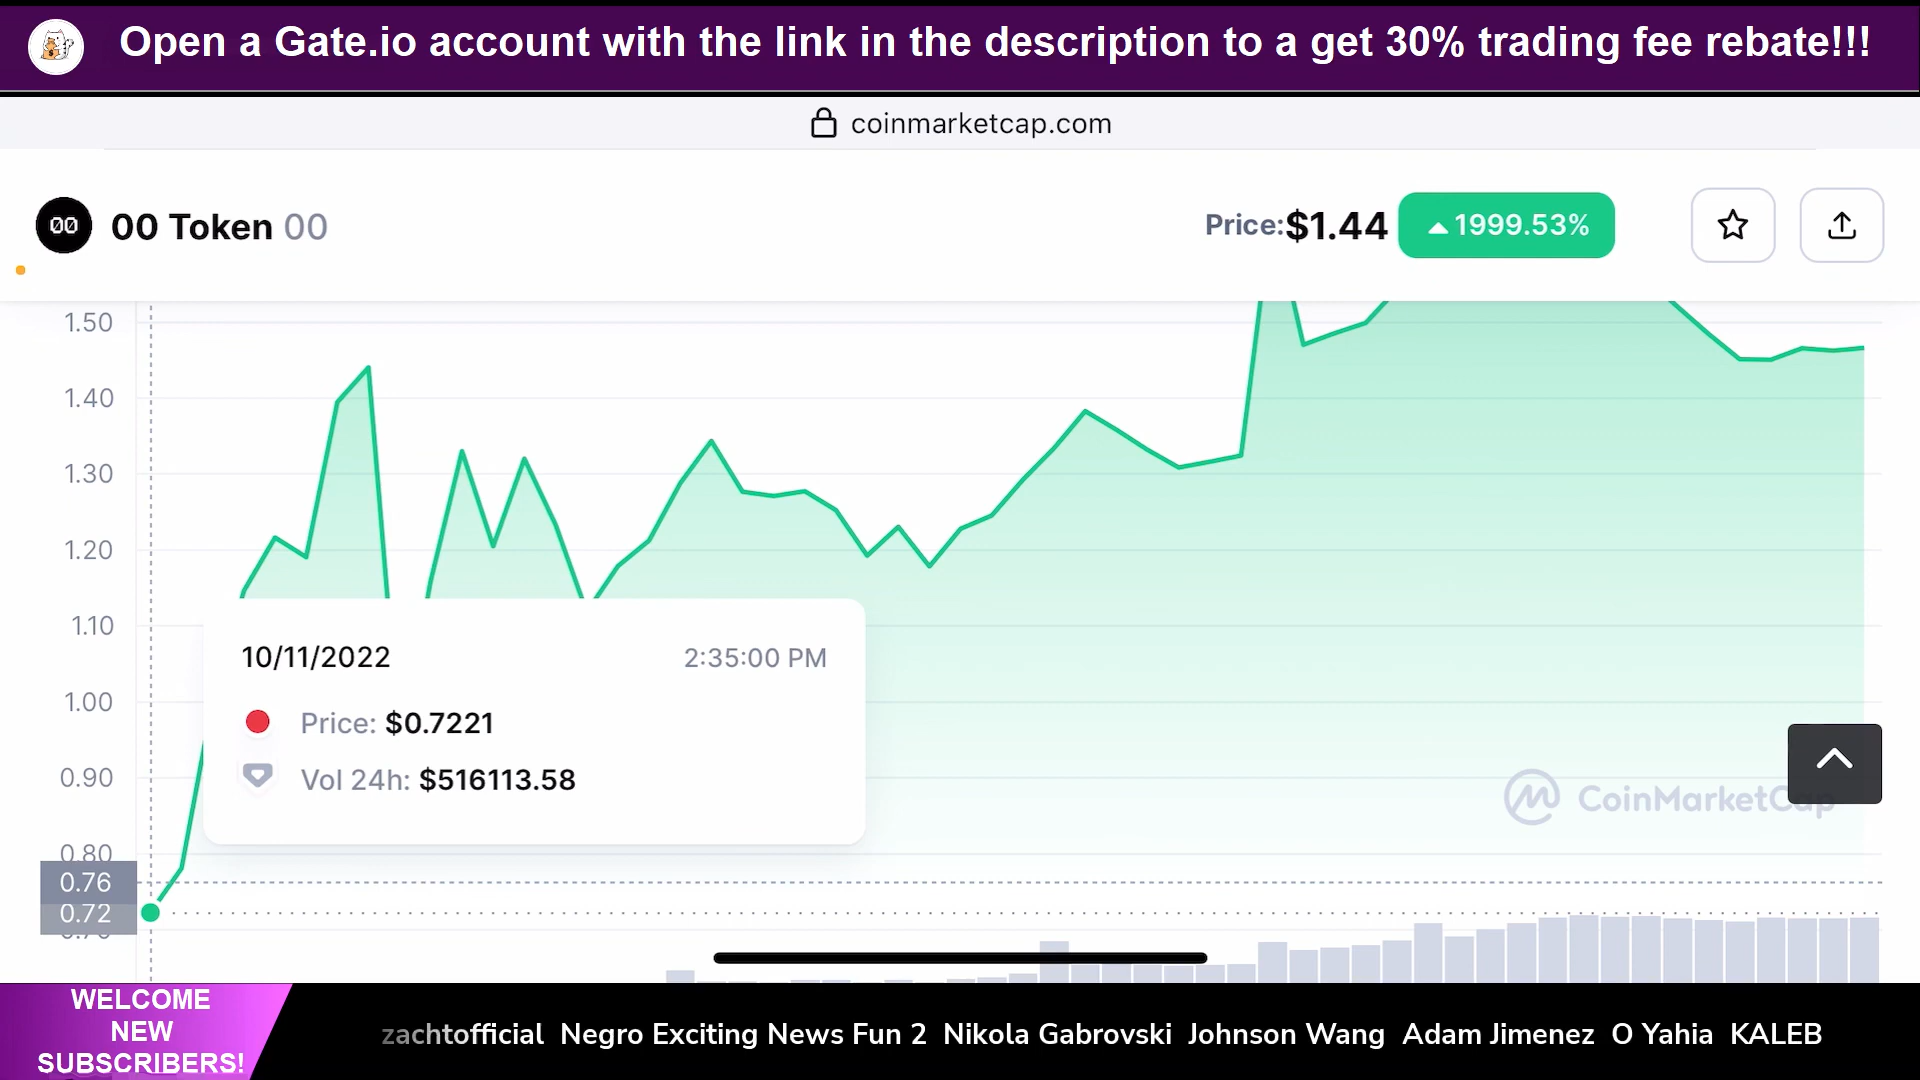 Open a Gate.io account with the link in the description to a get 30% trading fee rebate!!!
coinmarketcap.com
00
00 Token 00
Price:$1.44
1999.53%
1.50
1.40
1.30
1.20
1.10
1.00
0.90
0.80
0.76
0.72
10/11/2022
2:35:00 PM
Price: $0.7221
Vol 24h: $516113.58
CoinMarketCap
WELCOME
NEW
SUBSCRIBERS!
zachtofficial Negro Exciting News Fun 2 Nikola Gabrovski Johnson Wang Adam Jimenez O Yahia KALEB